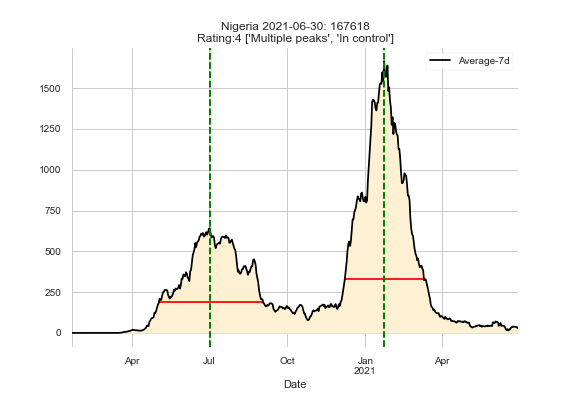 Nigeria 2021-06-30: 167618
Rating:4 ['Multiple peaks', 'In control']
Average-7d
1500
1250
1000
750
500
250
0
Apr
Jul
Oct
Jan
2021
Apr
Date